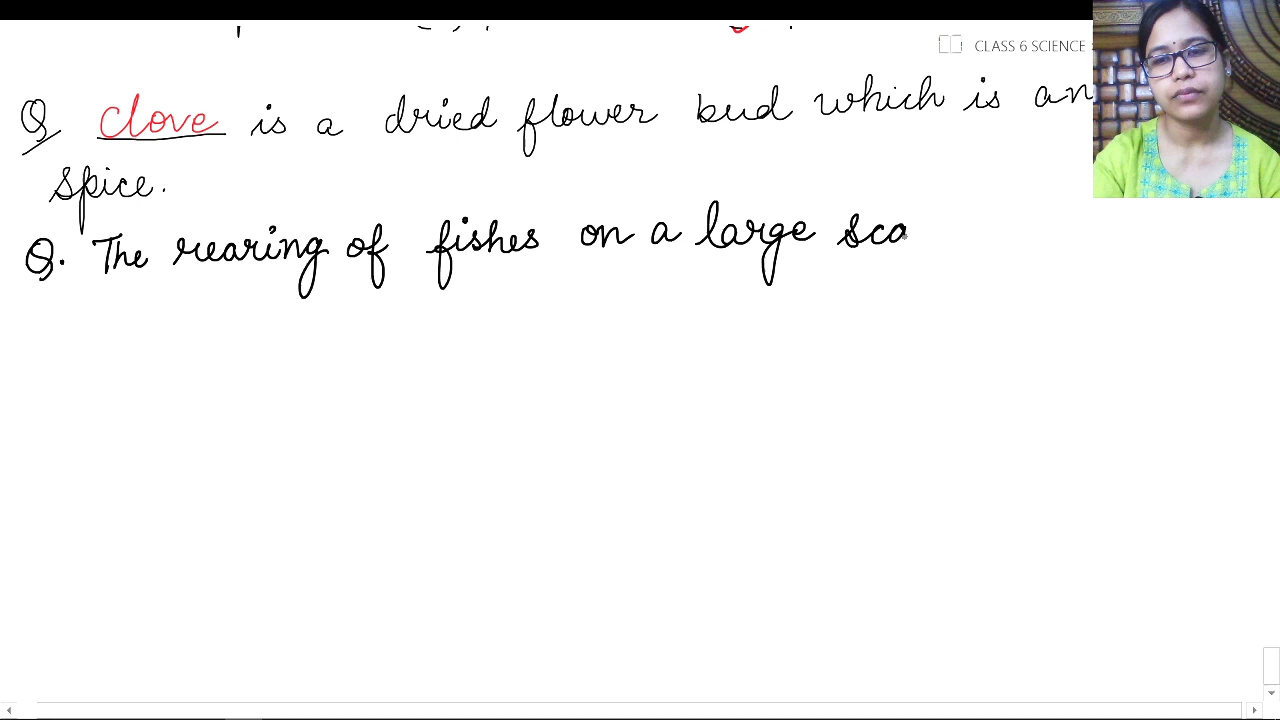 CLASS 6 SCIENCE
Q clove is a dried flower bud which is an
spice.
Q. The rearing of fishes on a large sca